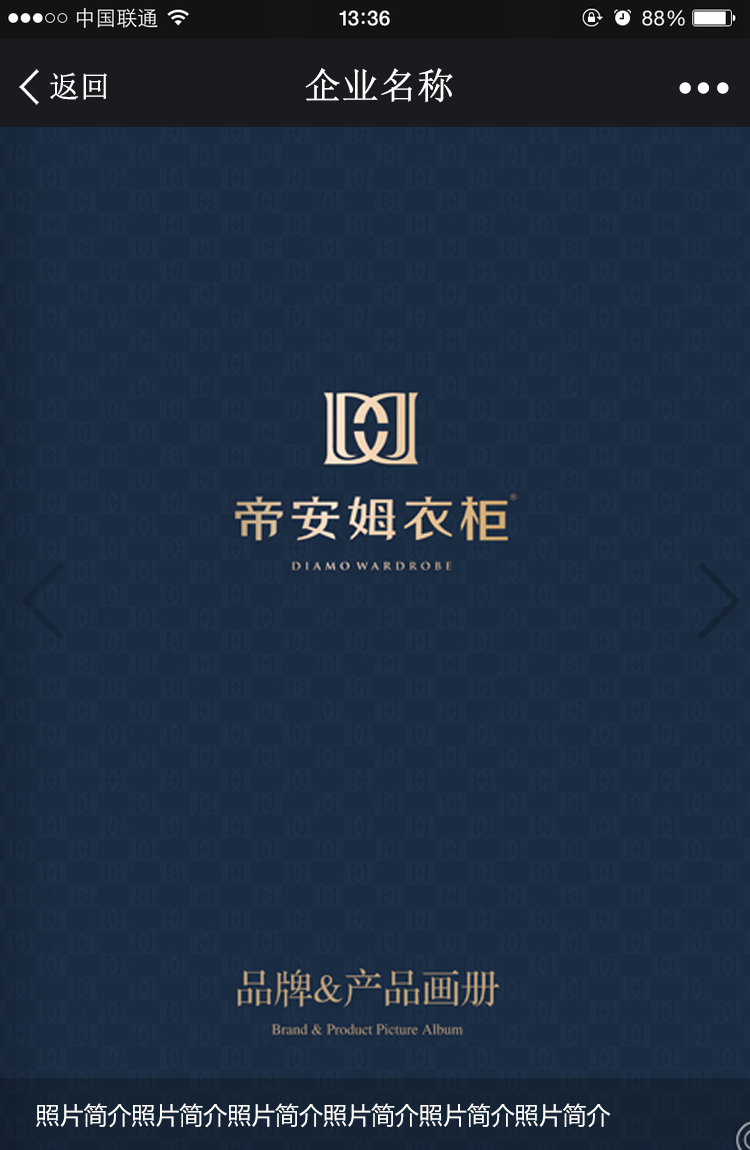 中国联通 13:36 88%
返回 企业名称
帝安姆衣柜®
DIAMO WARDROBE
品牌&产品画册
Brand & Product Picture Album
照片简介照片简介照片简介照片简介照片简介照片简介